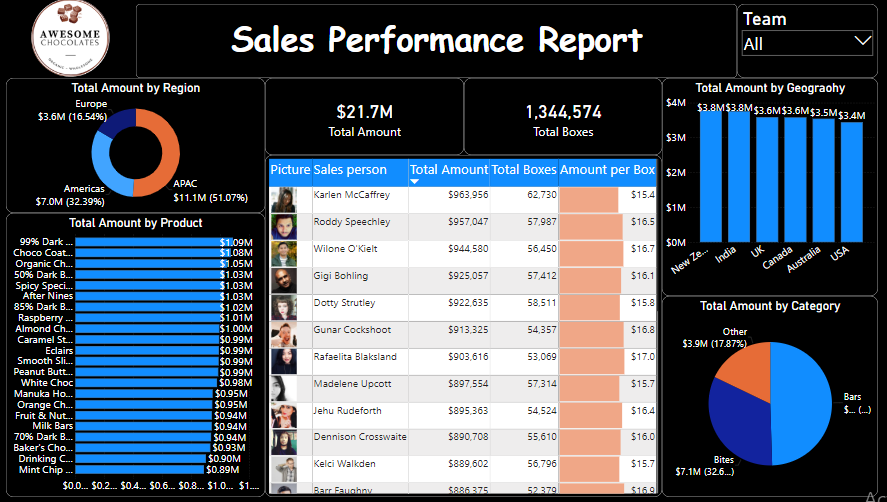 AWESOME
CHOCOLATES
Sales Performance Report
Team
All
Total Amount by Region
Europe
$3.6M (16.54%)
Americas
$7.0M (32.39%)
APAC
$11.1M (51.07%)
$21.7M
Total Amount
1,344,574
Total Boxes
Total Amount by Geograohy
$4M
$3M
$2M
$1M
$0M
$3.8M
$3.8M
$3.6M
$3.6M
$3.5M
$3.4M
New Ze...
India
UK
Canada
Australia
USA
Total Amount by Product
99% Dark ... $1.09M
Choco Coat... $1.08M
Organic Ch... $1.05M
50% Dark B... $1.03M
Spicy Speci... $1.03M
After Nines $1.03M
85% Dark B... $1.02M
Raspberry ... $1.01M
Almond Ch... $1.00M
Caramel St... $0.99M
Eclairs $0.99M
Smooth Sli... $0.99M
Peanut Butt... $0.99M
White Choc $0.98M
Manuka Ho... $0.95M
Orange Ch... $0.95M
Fruit & Nut... $0.94M
Milk Bars $0.94M
70% Dark B... $0.94M
Baker's Cho... $0.93M
Drinking C... $0.90M
Mint Chip ... $0.89M
$0.0... $0.2... $0.4... $0.6... $0.8... $1.0... $1....
Picture Sales person Total Amount Total Boxes Amount per Box
Karlen McCaffrey $963,956 62,730 $15.4
Roddy Speechley $957,047 57,987 $16.5
Wilone O'Kielt $944,580 56,450 $16.7
Gigi Bohling $925,057 57,412 $16.1
Dotty Strutley $922,635 58,511 $15.8
Gunar Cockshoot $913,325 54,357 $16.8
Rafaelita Blaksland $903,616 53,069 $17.0
Madelene Upcott $897,554 57,314 $15.7
Jehu Rudeforth $895,363 54,524 $16.4
Dennison Crosswaite $890,708 55,610 $16.0
Kelci Walkden $889,602 56,796 $15.7
Barr Faughny $886,375 52,379 $16.9
Total Amount by Category
Other
$3.9M (17.87%)
Bars
$... (...)
Bites
$7.1M (32.6...)